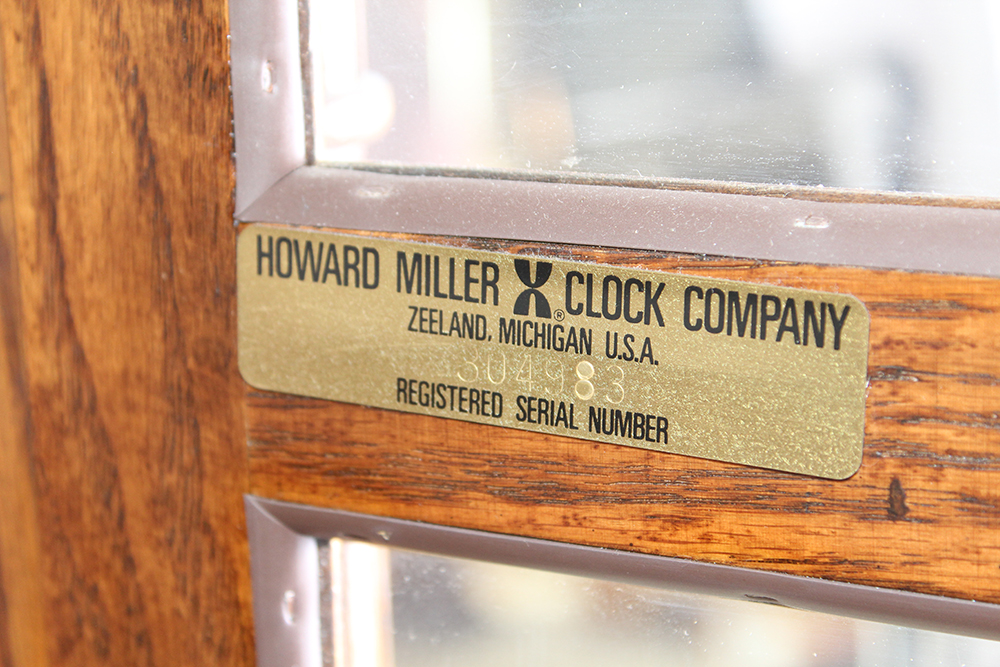 HOWARD MILLER CLOCK COMPANY
®
ZEELAND, MICHIGAN U.S.A.
304983
REGISTERED SERIAL NUMBER